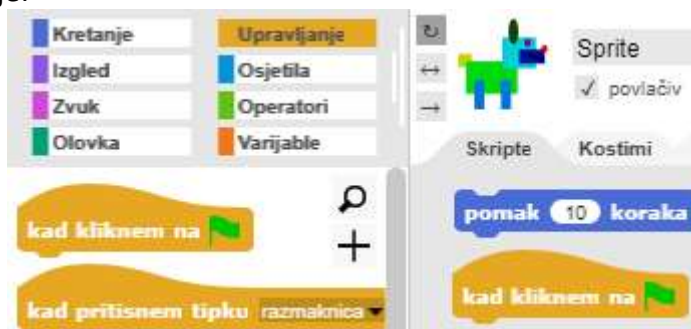 Kretanje
Upravljanje
Izgled
Osjetila
Zvuk
Operatori
Olovka
Varijable
kad kliknem na
kad pritisnem tipku razmaknica
Sprite
povlačiv
Skripte
Kostimi
pomak 10 koraka
kad kliknem na